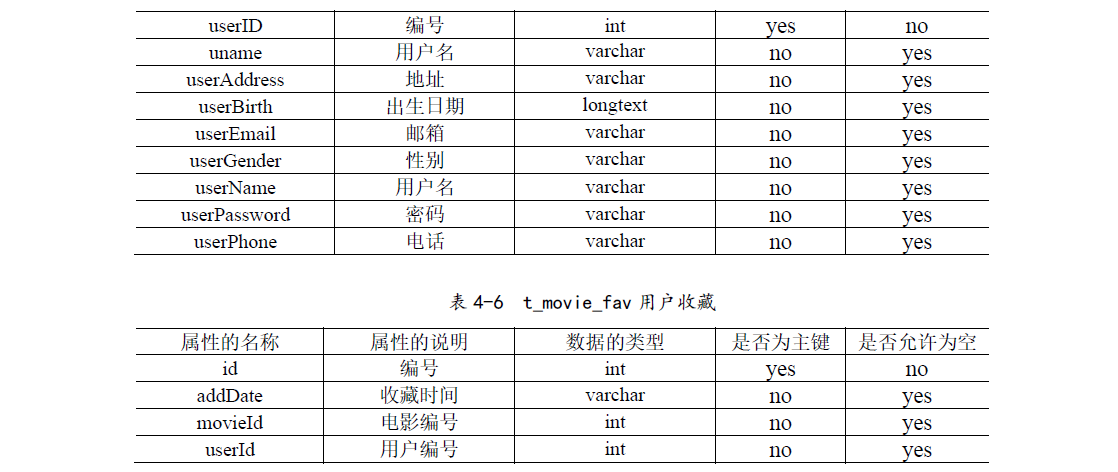 userID 编号 int yes no
uname 用户名 varchar no yes
userAddress 地址 varchar no yes
userBirth 出生日期 longtext no yes
userEmail 邮箱 varchar no yes
userGender 性别 varchar no yes
userName 用户名 varchar no yes
userPassword 密码 varchar no yes
userPhone 电话 varchar no yes
表 4-6 t_movie_fav 用户收藏
属性的名称 属性的说明 数据的类型 是否为主键 是否允许为空
id 编号 int yes no
addDate 收藏时间 varchar no yes
movieId 电影编号 int no yes
userId 用户编号 int no yes